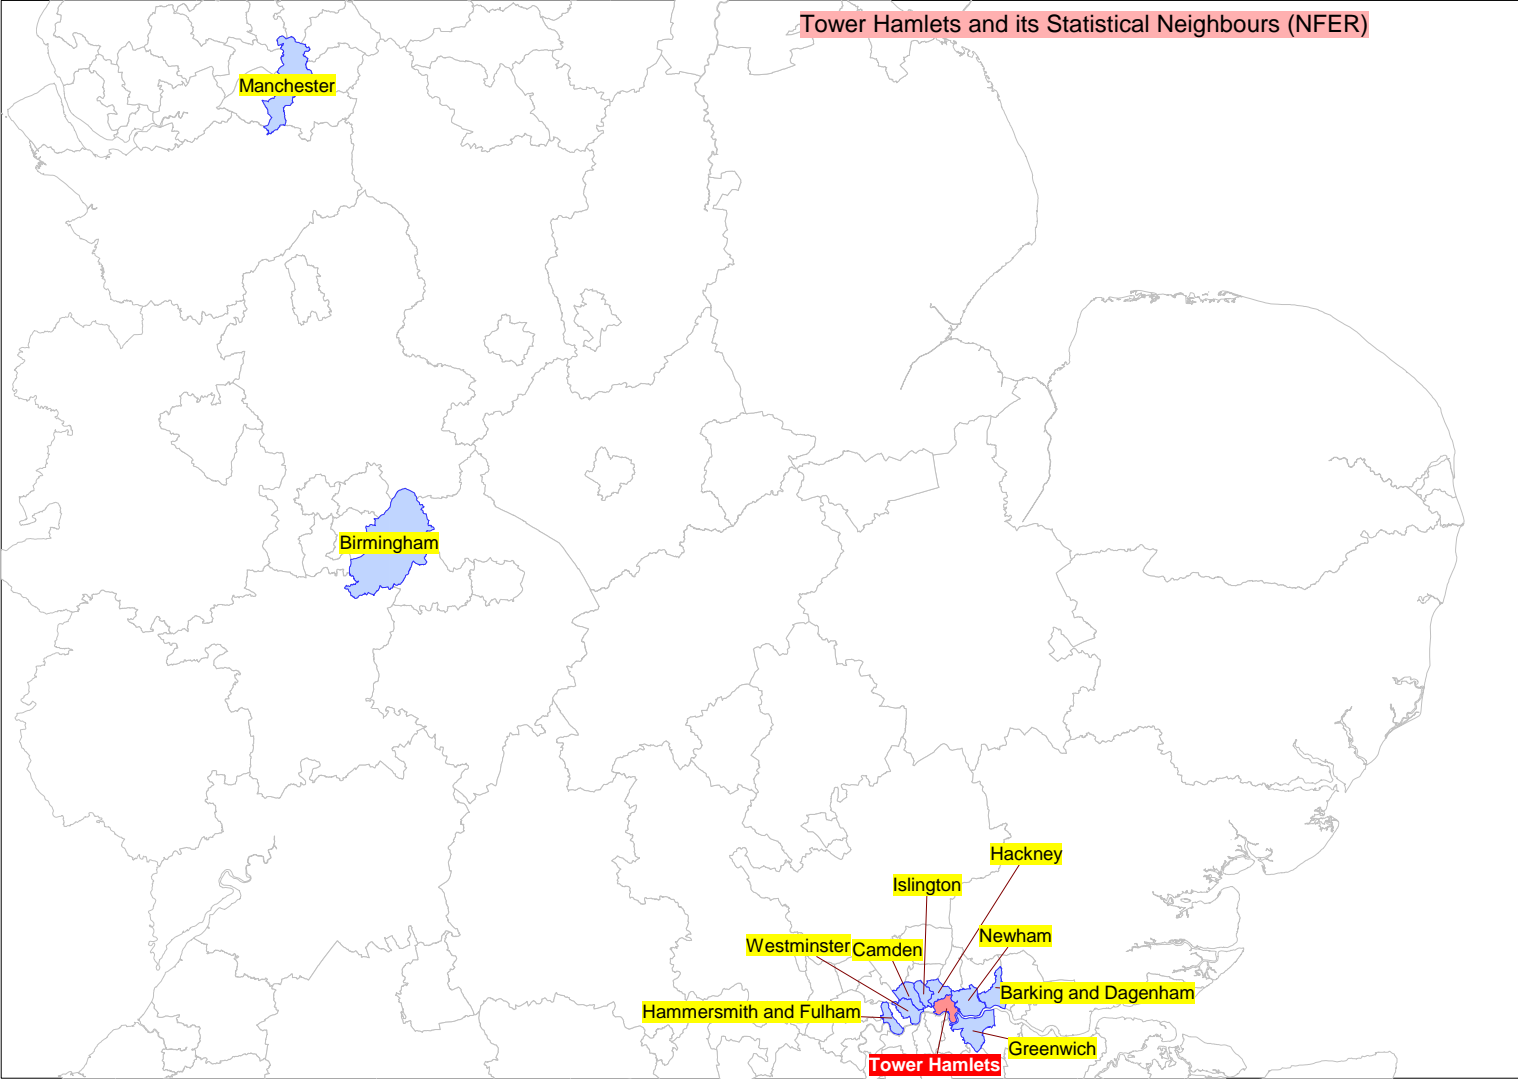 Tower Hamlets and its Statistical Neighbours (NFER)
Manchester
Birmingham
Hackney
Islington
Newham
Westminster
Camden
Barking and Dagenham
Hammersmith and Fulham
Greenwich
Tower Hamlets